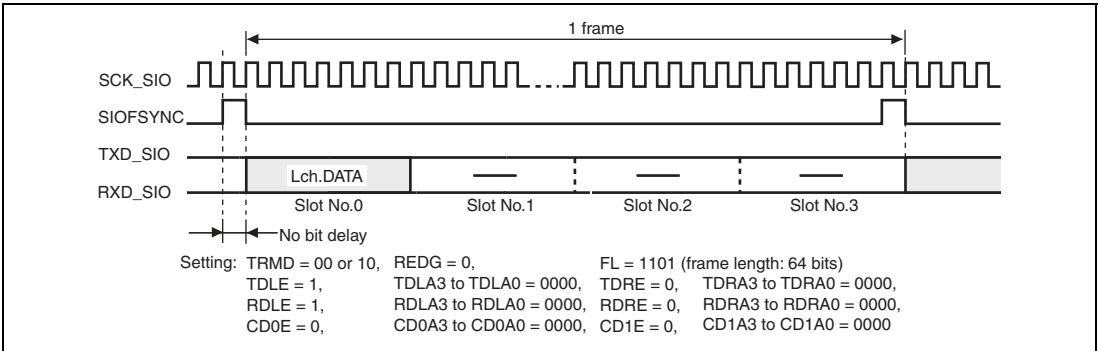 1 frame
SCK_SIO
SIOFSYNC
TXD_SIO
RXD_SIO
Lch.DATA
Slot No.0 Slot No.1 Slot No.2 Slot No.3
No bit delay
Setting: TRMD = 00 or 10, REDG = 0, FL = 1101 (frame length: 64 bits)
TDLE = 1, TDLA3 to TDLA0 = 0000, TDRE = 0, TDRA3 to TDRA0 = 0000,
RDLE = 1, RDLA3 to RDLA0 = 0000, RDRE = 0, RDRA3 to RDRA0 = 0000,
CD0E = 0, CD0A3 to CD0A0 = 0000, CD1E = 0, CD1A3 to CD1A0 = 0000